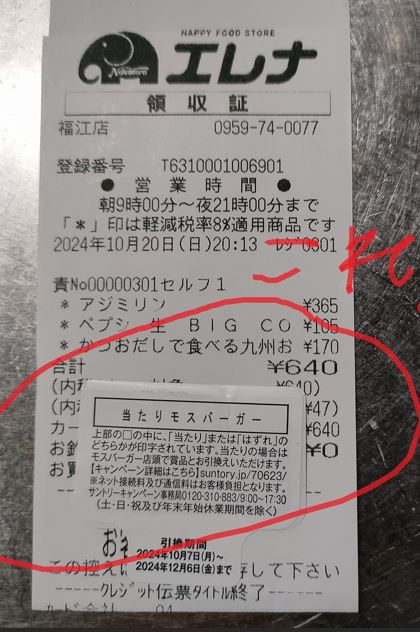 HAPPY FOOD STORE
エレナ
領収証
福江店 0959-74-0077
登録番号 T6310001006901
● 営業時間 ●
朝9時00分～夜21時00分まで
「*」印は軽減税率8%適用商品です
2024年10月20日(日)20:13 レジ0301
責No00000301セルフ1
* アジミリン ¥365
* ペプシ 生 BIG CO ¥105
* かつおだしで食べる九州お ¥170
合計 ¥640
(内税 ¥640)
(内 ¥47)
カー ¥640
お釣 ¥0
お買
当たりモスバーガー
上部の□の中に、「当たり」または「はずれ」の
どちらかが印字されています。当たりの場合は
モスバーガー店頭で賞品とお引換えいただけます。
【キャンペーン詳細はこちら】suntory.jp/70623/
※ネット接続料及び通信料はお客様負担となります。
サントリーキャンペーン事務局0120-310-883/9:00~17:30
(土・日・祝及び年末年始休業期間を除く)
引換期間
2024年10月7日(月)～
2024年12月6日(金)まで
お
この控え 存して下さい
---クレジット伝票タイトル終了---
カード会社